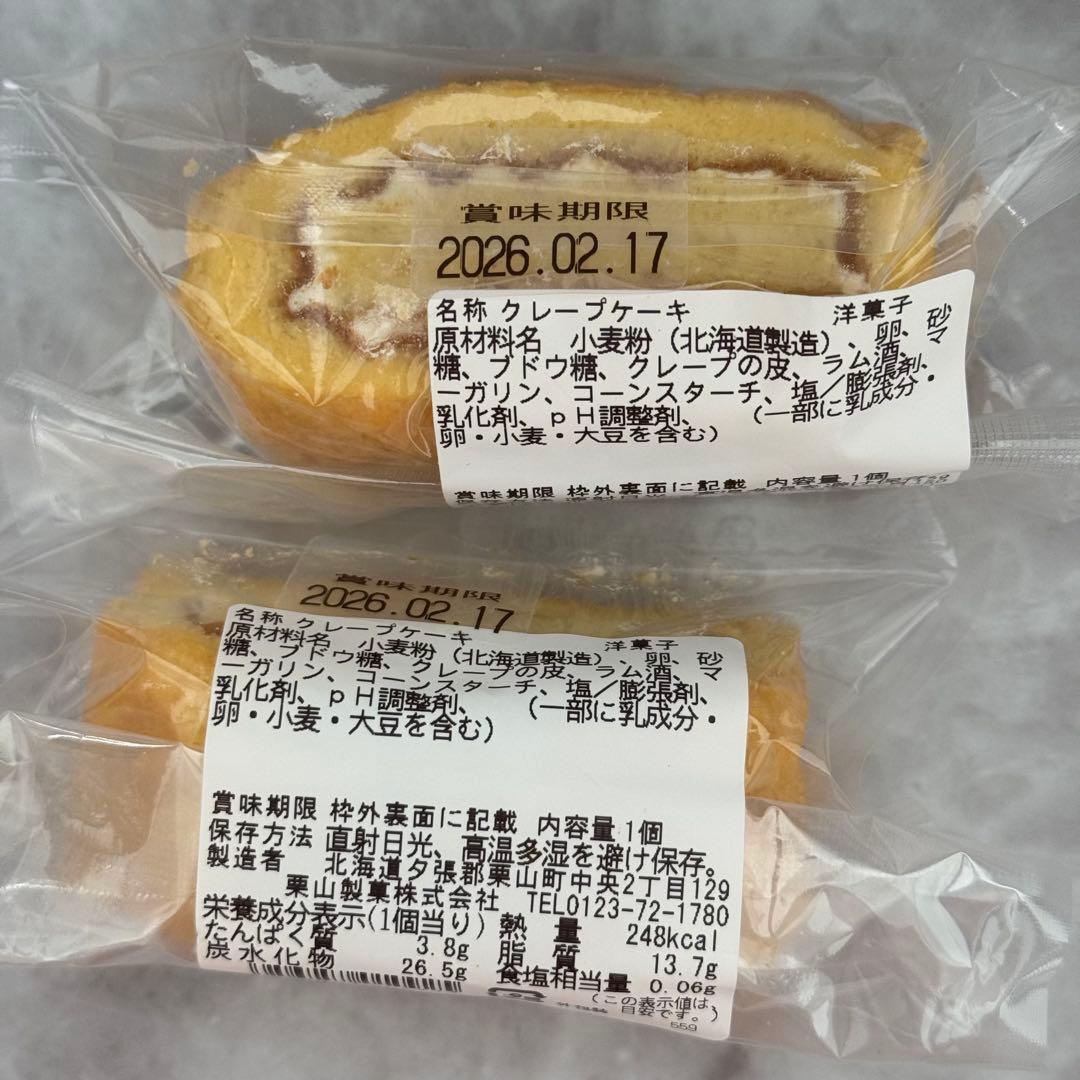 賞味期限
2026.02.17
名称 クレープケーキ 洋菓子
原材料名 小麦粉（北海道製造）、卵、砂
糖、ブドウ糖、クレープの皮、ラム酒、マ
ーガリン、コーンスターチ、塩／膨張剤、
乳化剤、ｐＨ調整剤、 （一部に乳成分・
卵・小麦・大豆を含む）
賞味期限 枠外裏面に記載 内容量1個
賞味期限
2026.02.17
名称 クレープケーキ 洋菓子
原材料名 小麦粉（北海道製造）、卵、砂
糖、ブドウ糖、クレープの皮、ラム酒、マ
ーガリン、コーンスターチ、塩／膨張剤、
乳化剤、ｐＨ調整剤、 （一部に乳成分・
卵・小麦・大豆を含む）
賞味期限 枠外裏面に記載 内容量1個
保存方法 直射日光、高温多湿を避け保存。
製造者 北海道夕張郡栗山町中央2丁目129
栗山製菓株式会社 TEL0123-72-1780
栄養成分表示(1個当り) 熱 量 248kcal
たんぱく質 3.8g 脂 質 13.7g
炭水化物 26.5g 食塩相当量 0.06g
（この表示値は、
目安です。）
559